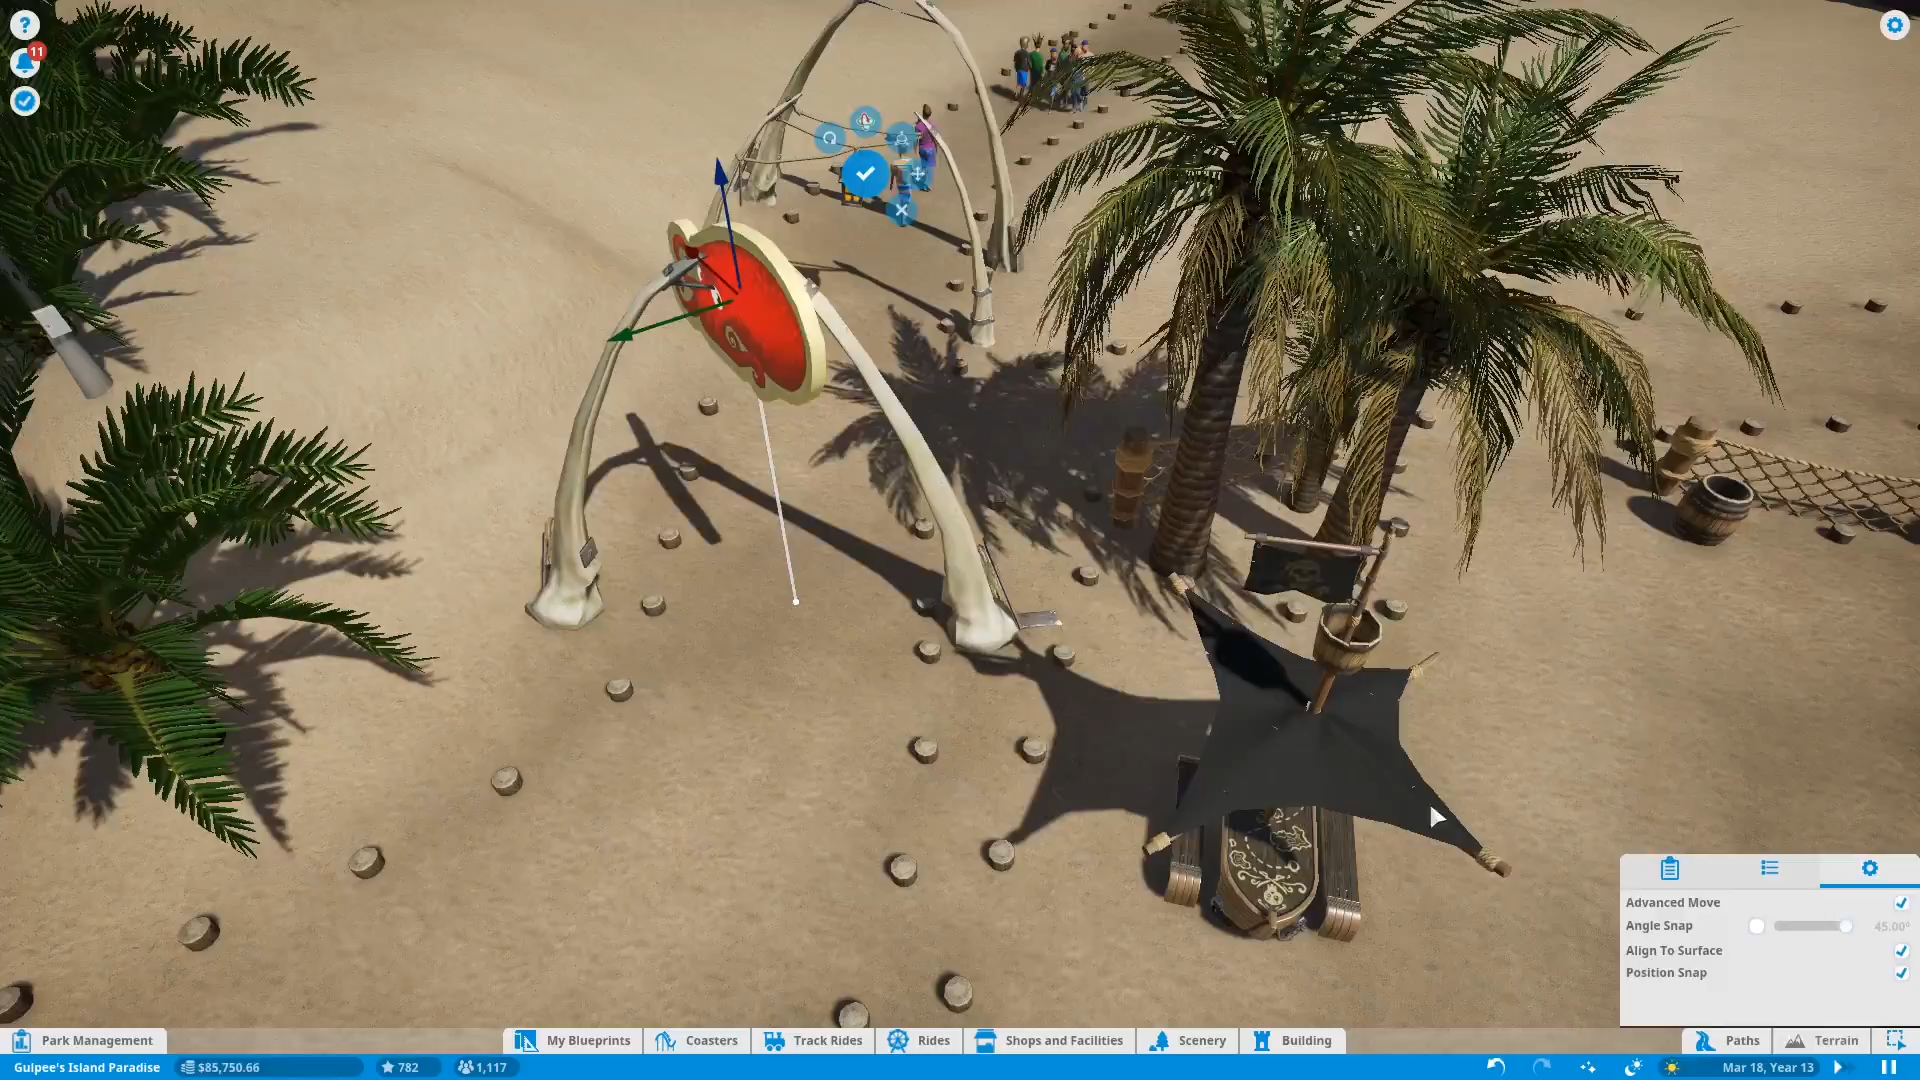 ?
11
Advanced Move
Angle Snap 45.00°
Align To Surface
Position Snap
Park Management
My Blueprints
Coasters
Track Rides
Rides
Shops and Facilities
Scenery
Building
Paths
Terrain
Gulpee's Island Paradise
$85,750.66
782
1,117
Mar 18, Year 13